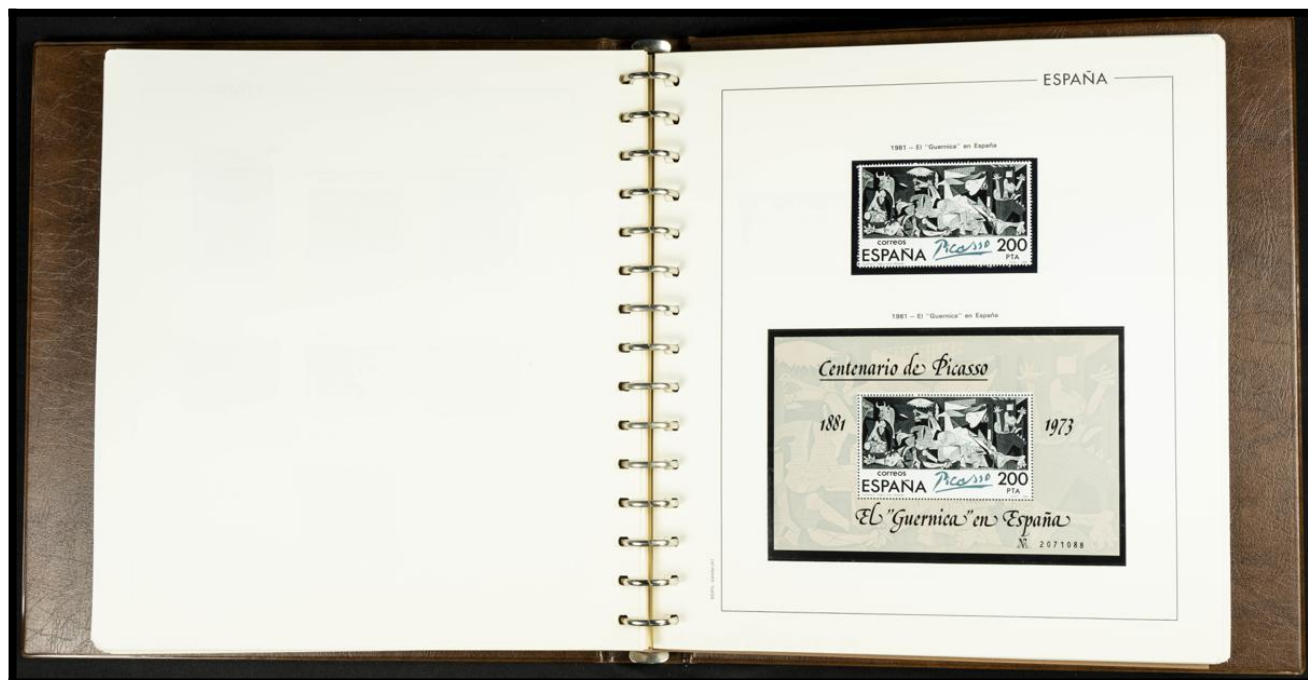 ESPAÑA
1981 – El "Guernica" en España
correos
ESPAÑA Picasso 200
PTA
1981 – El "Guernica" en España
Centenario de Picasso
1881 1973
correos
ESPAÑA Picasso 200
PTA
El "Guernica" en España
№ 2071088